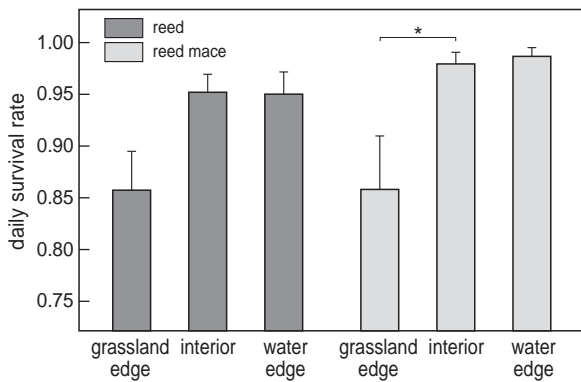 reed
reed mace
*
1.00
0.95
0.90
0.85
0.80
0.75
daily survival rate
grassland edge
interior
water edge
grassland edge
interior
water edge